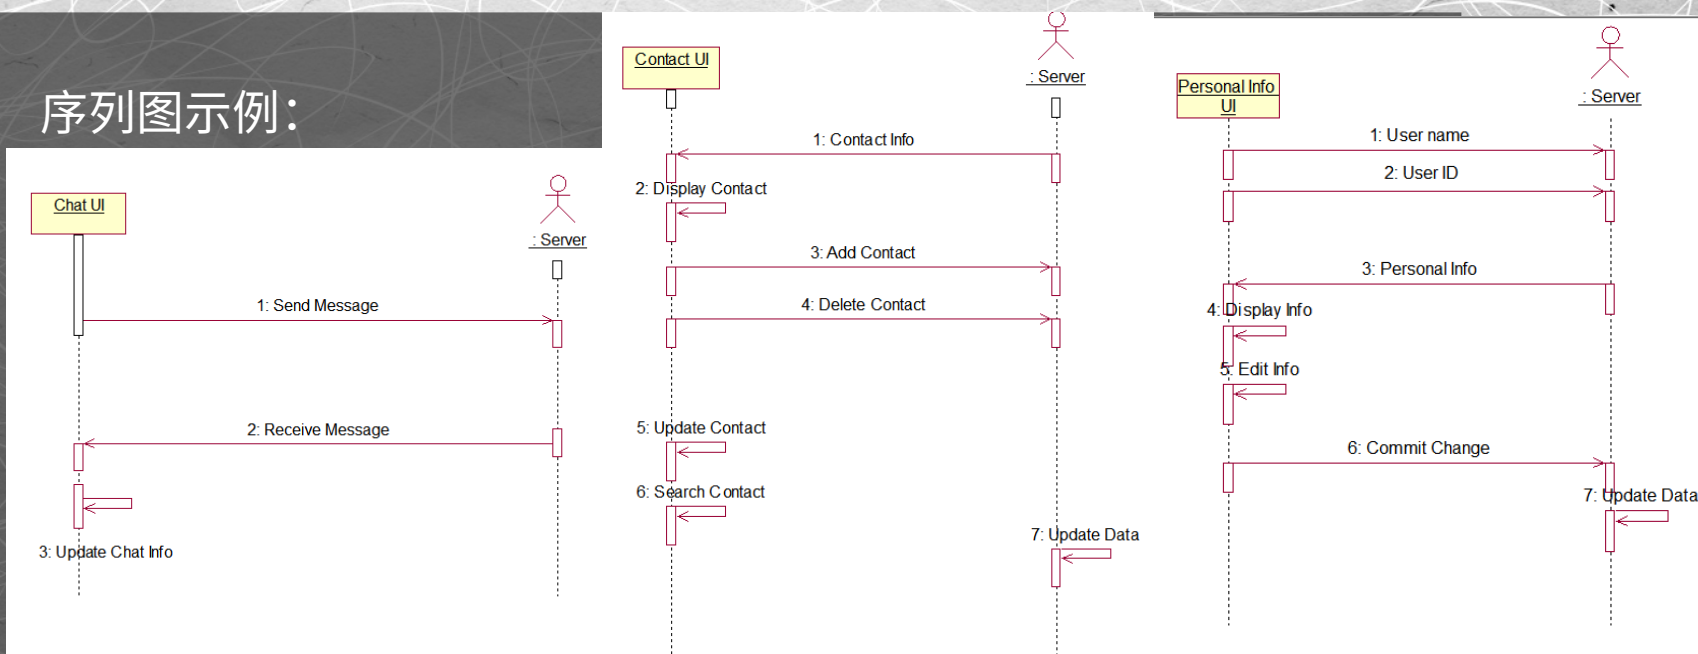 序列图示例：
Chat UI
: Server
1: Send Message
2: Receive Message
3: Update Chat Info
Contact UI
: Server
1: Contact Info
2: Display Contact
3: Add Contact
4: Delete Contact
5: Update Contact
6: Search Contact
7: Update Data
Personal Info
UI
: Server
1: User name
2: User ID
3: Personal Info
4: Display Info
5: Edit Info
6: Commit Change
7: Update Data